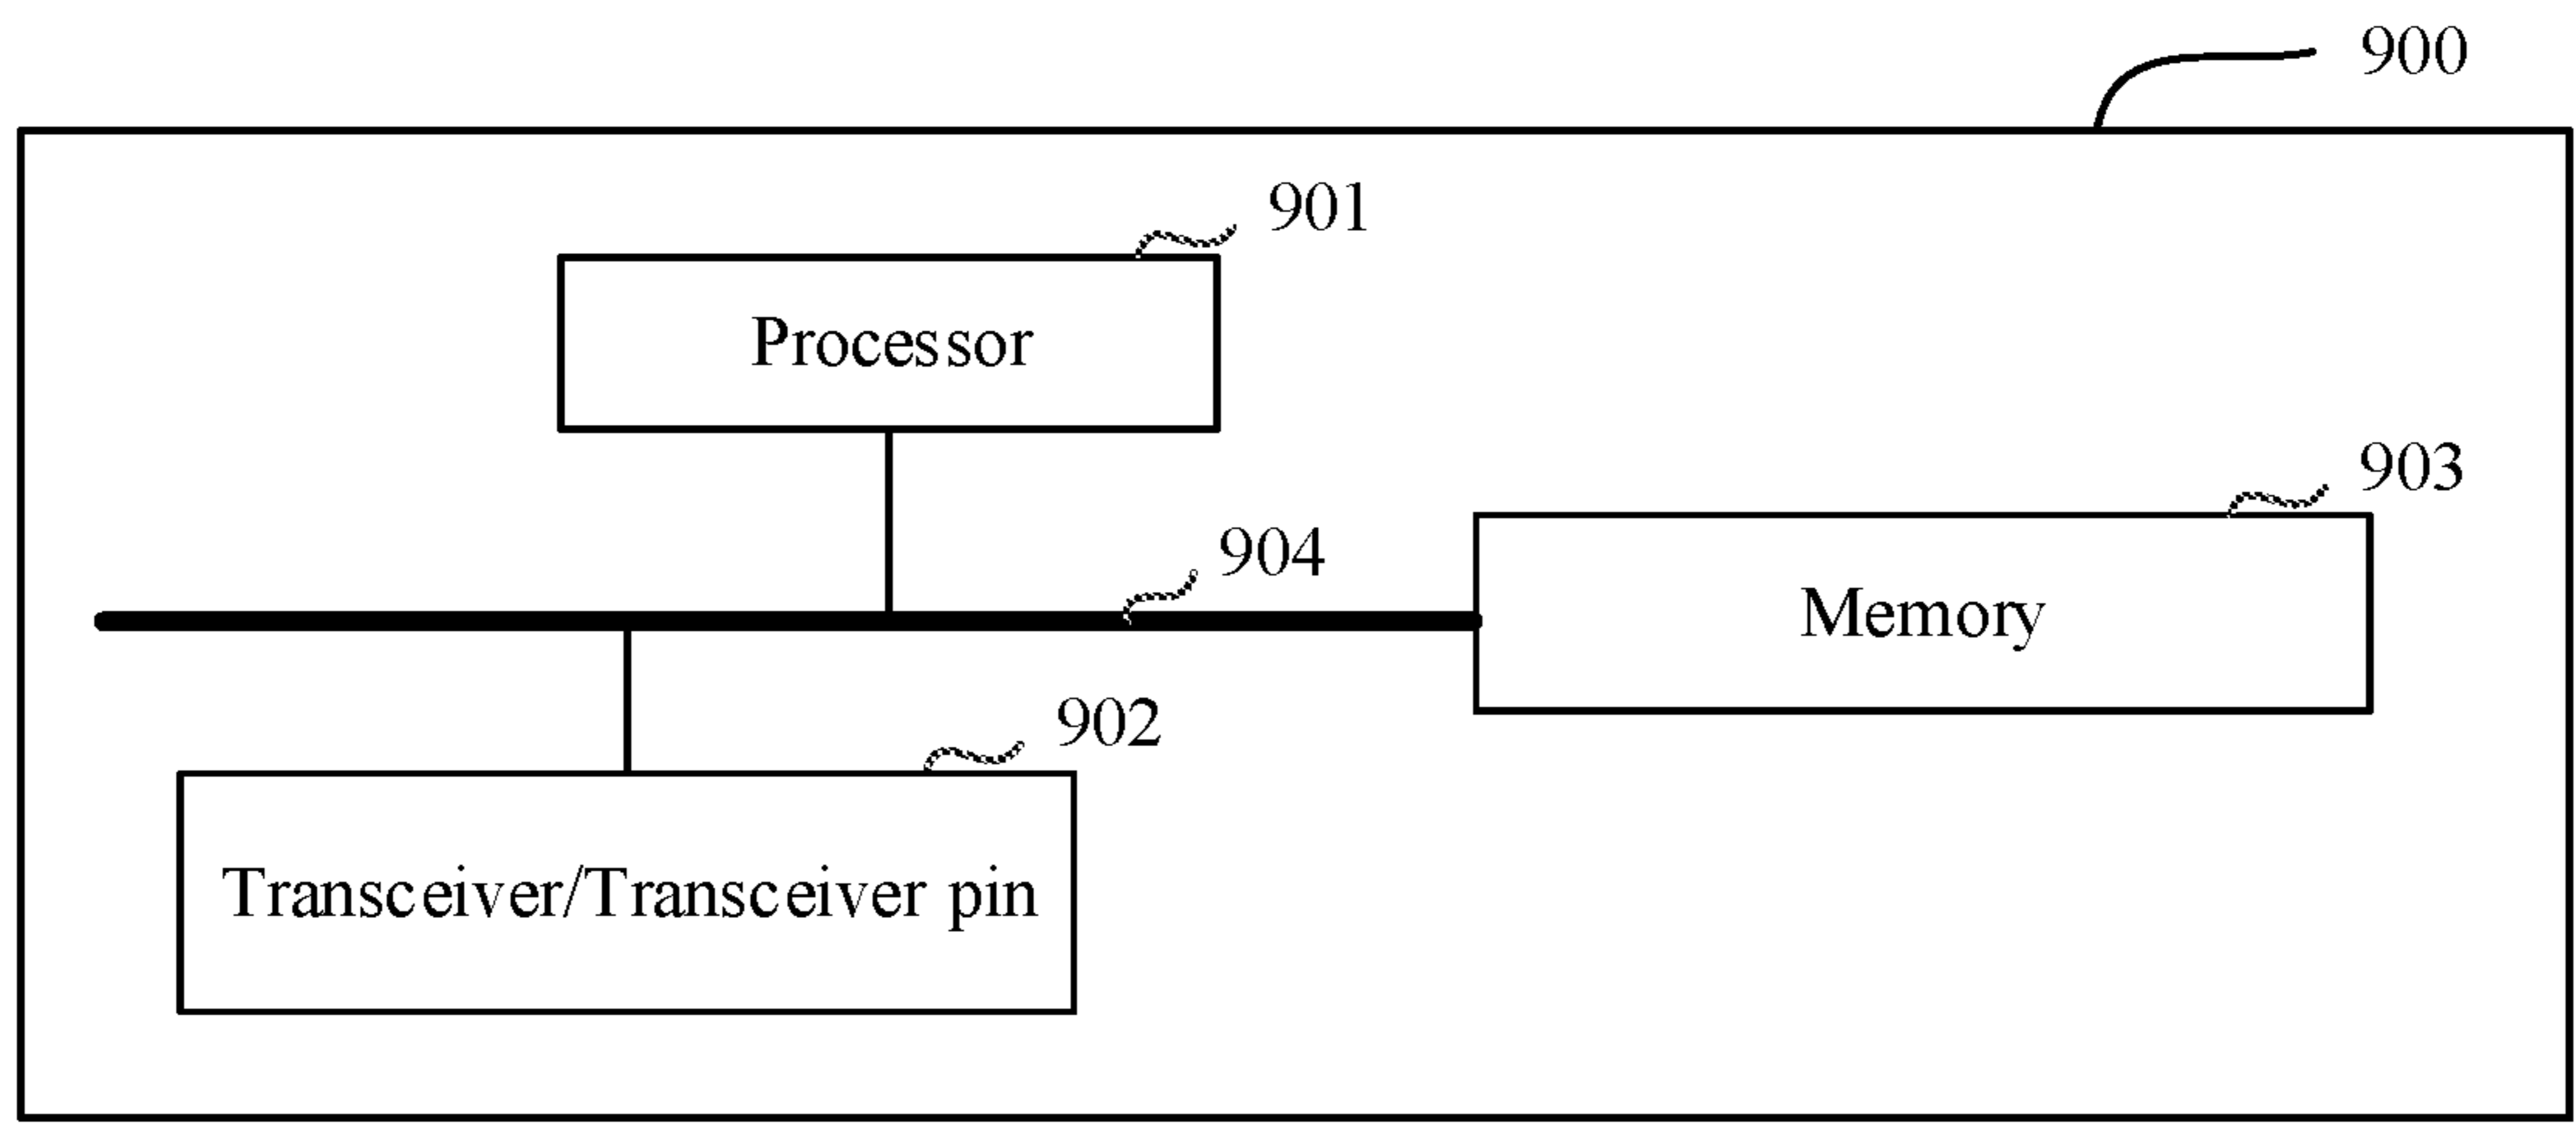 900
901
Processor
903
904
Memory
902
Transceiver/Transceiver pin